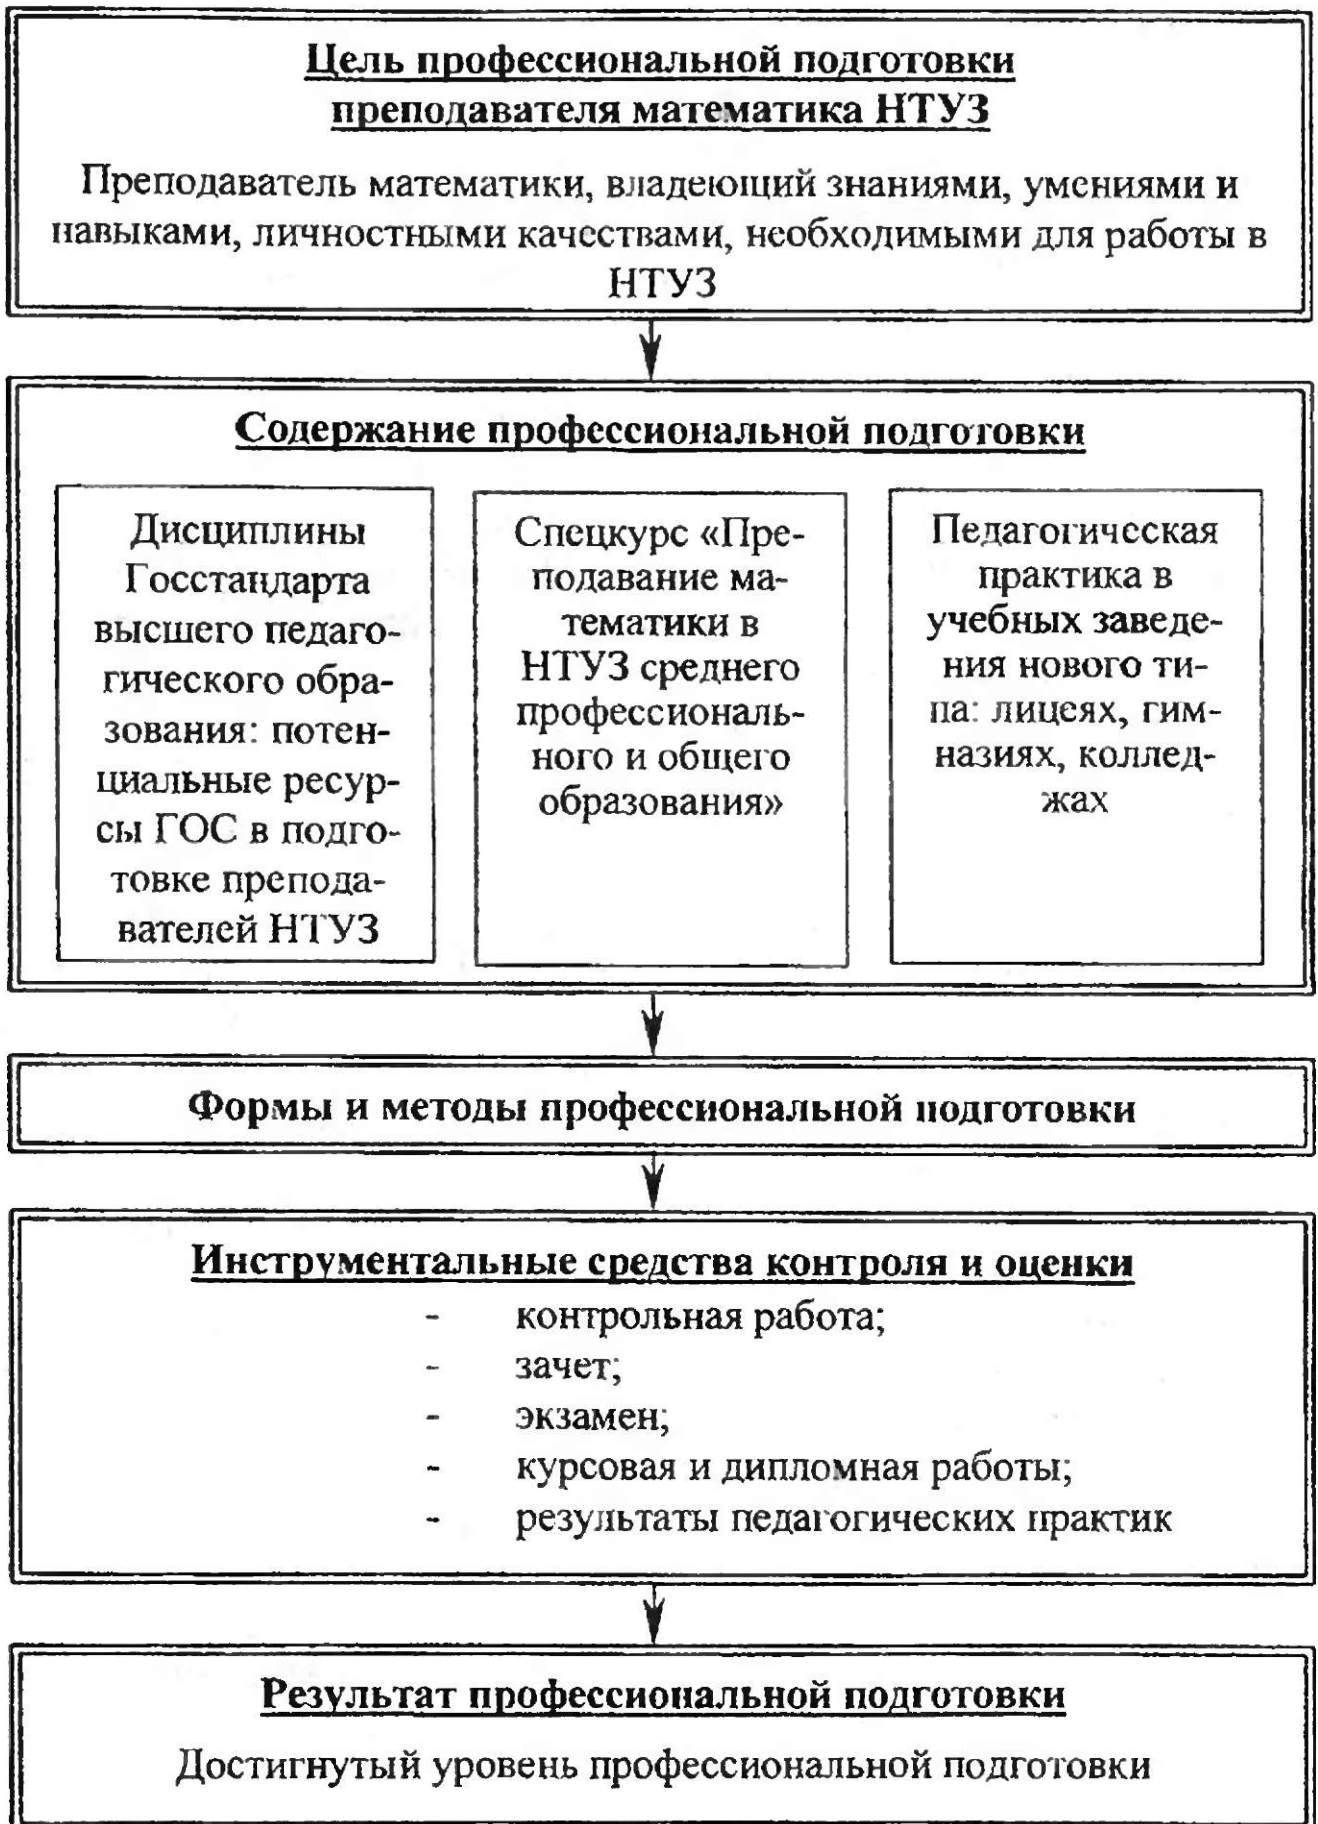 Цель профессиональной подготовки
преподавателя математика НТУЗ
Преподаватель математики, владеющий знаниями, умениями и
навыками, личностными качествами, необходимыми для работы в
НТУЗ
Содержание профессиональной подготовки
Дисциплины
Госстандарта
высшего педаго-
гического обра-
зования: потен-
циальные ресур-
сы ГОС в подго-
товке препода-
вателей НТУЗ
Спецкурс «Пре-
подавание ма-
тематики в
НТУЗ среднего
профессиональ-
ного и общего
образования»
Педагогическая
практика в
учебных заведе-
ния нового ти-
па: лицеях, гим-
назиях, коллед-
жах
Формы и методы профессиональной подготовки
Инструментальные средства контроля и оценки
- контрольная работа;
- зачет;
- экзамен;
- курсовая и дипломная работы;
- результаты педагогических практик
Результат профессиональной подготовки
Достигнутый уровень профессиональной подготовки